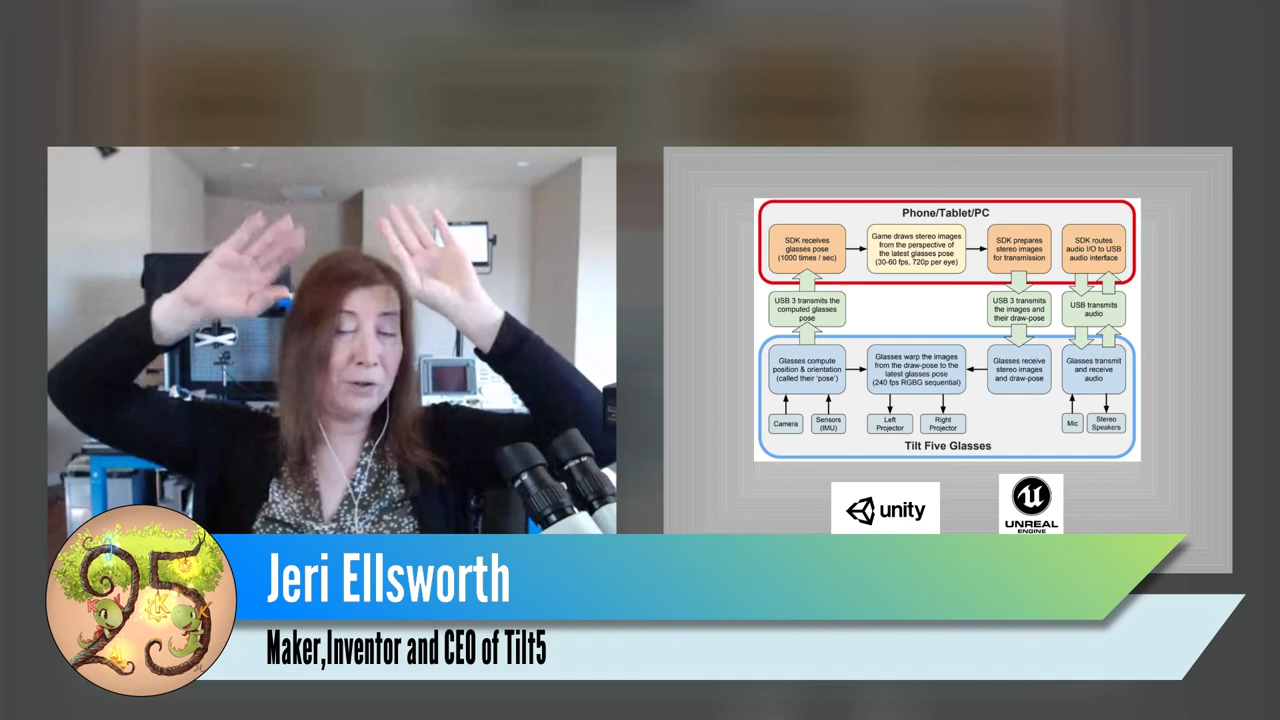 Phone/Tablet/PC
SDK receives
glasses pose
(1000 times / sec)
Game draws stereo images
from the perspective of
the latest glasses pose
(30-60 fps, 720p per eye)
SDK prepares
stereo images
for transmission
SDK routes
audio I/O to USB
audio interface
USB 3 transmits the
computed glasses
pose
USB 3 transmits
the images and
their draw-pose
USB transmits
audio
Glasses compute
position & orientation
(called their 'pose')
Glasses warp the images
from the draw-pose to the
latest glasses pose
(240 fps RGBG sequential)
Glasses receive
stereo images
and draw-pose
Glasses transmit
and receive
audio
Camera
Sensors
(IMU)
Left
Projector
Right
Projector
Mic
Stereo
Speakers
Tilt Five Glasses
unity
UNREAL
ENGINE
25
Jeri Ellsworth
Maker,Inventor and CEO of Tilt5